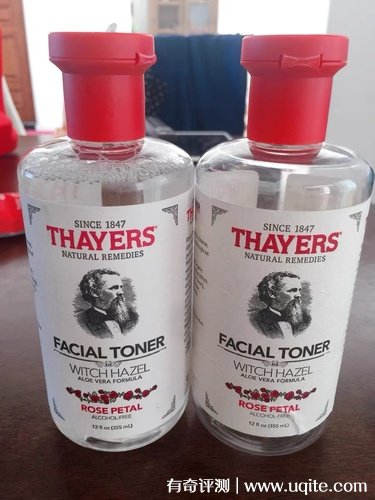 SINCE 1847
THAYERS®
NATURAL REMEDIES
FACIAL TONER
WITCH HAZEL
ALOE VERA FORMULA
ROSE PETAL
ALCOHOL-FREE
12 fl oz (355 mL)
SINCE 1847
THAYERS®
NATURAL REMEDIES
FACIAL TONER
WITCH HAZEL
ALOE VERA FORMULA
ROSE PETAL
ALCOHOL-FREE
12 fl oz (355 mL)
有奇评测 | www.uqite.com